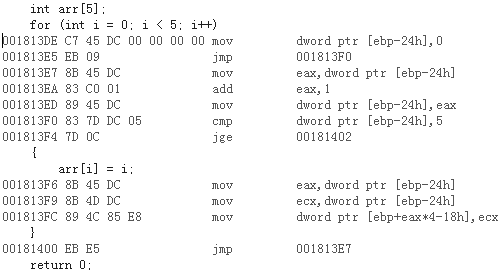 int arr[5];
for (int i = 0; i < 5; i++)
001813DE C7 45 DC 00 00 00 00 mov dword ptr [ebp-24h],0
001813E5 EB 09 jmp 001813F0
001813E7 8B 45 DC mov eax,dword ptr [ebp-24h]
001813EA 83 C0 01 add eax,1
001813ED 89 45 DC mov dword ptr [ebp-24h],eax
001813F0 83 7D DC 05 cmp dword ptr [ebp-24h],5
001813F4 7D 0C jge 00181402
{
arr[i] = i;
001813F6 8B 45 DC mov eax,dword ptr [ebp-24h]
001813F9 8B 4D DC mov ecx,dword ptr [ebp-24h]
001813FC 89 4C 85 E8 mov dword ptr [ebp+eax*4-18h],ecx
}
00181400 EB E5 jmp 001813E7
return 0;